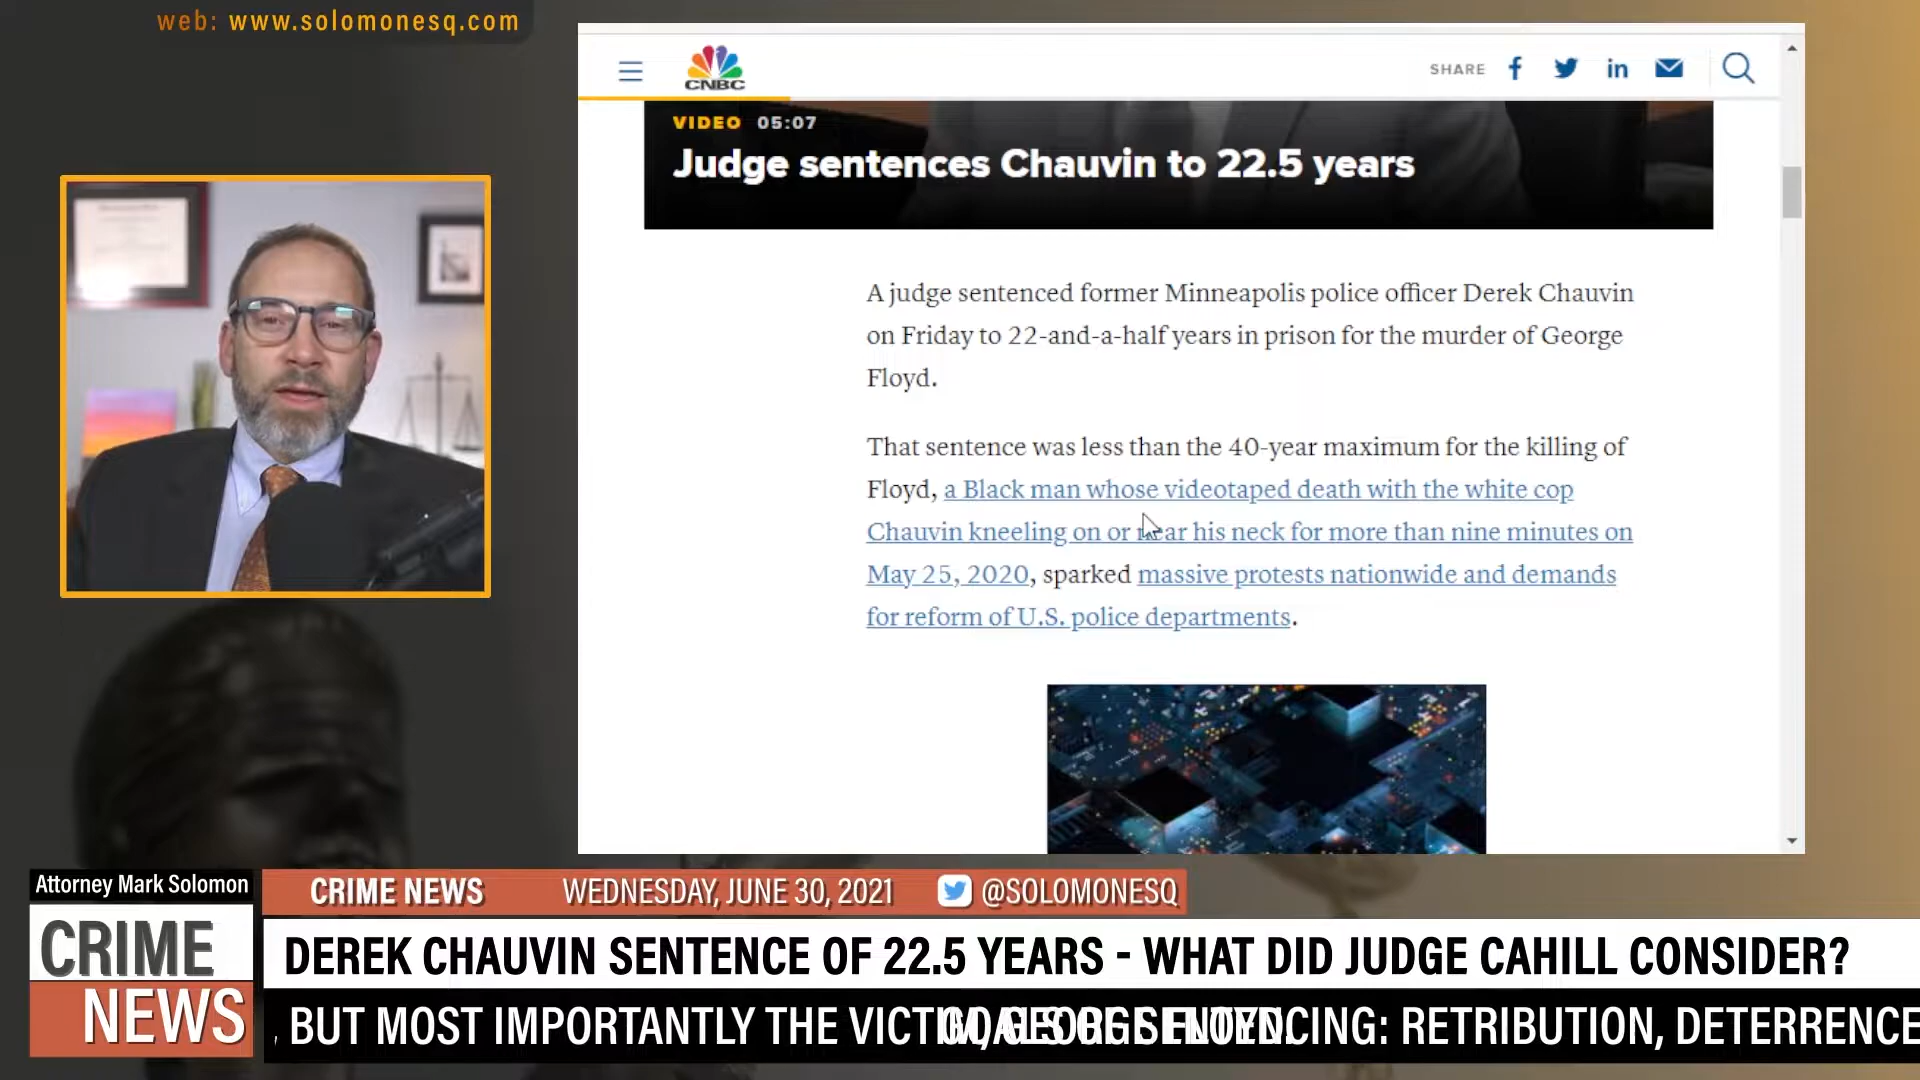 web: www.solomonesq.com
CNBC
SHARE
VIDEO 05:07
Judge sentences Chauvin to 22.5 years
A judge sentenced former Minneapolis police officer Derek Chauvin
on Friday to 22-and-a-half years in prison for the murder of George
Floyd.
That sentence was less than the 40-year maximum for the killing of
Floyd, a Black man whose videotaped death with the white cop
Chauvin kneeling on or near his neck for more than nine minutes on
May 25, 2020, sparked massive protests nationwide and demands
for reform of U.S. police departments.
Attorney Mark Solomon
CRIME NEWS
CRIME NEWS WEDNESDAY, JUNE 30, 2021 @SOLOMONESQ
DEREK CHAUVIN SENTENCE OF 22.5 YEARS - WHAT DID JUDGE CAHILL CONSIDER?
, BUT MOST IMPORTANTLY THE VICTIM, GEORGE FLOYD.
GOALS OF SENTENCING: RETRIBUTION, DETERRENCE